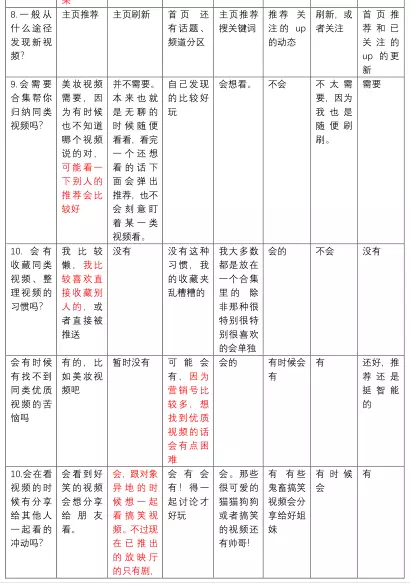 8.一般从
什么途径
发现新视
频?
主页推荐
主页刷新
首页还
有话题、
频道分区
主页推荐
搜关键词
推荐关
注的 up
的动态
刷新，或
者关注
首页推
荐和已
关注的
up 的更
新
9.会需要
合集帮你
归纳同类
视频吗?
美妆视频
需要，因
为有时候
也不知道
哪个视频
说的对，
可能看一
下别人的
推荐会比
较好
并不需要。
本来也就
是无聊的
时候随便
看看，看完
一个还想
看的话下
面会弹出
推荐，也不
会刻意盯
着某一类
视频看。
自己发现
的比较好
玩
会想看。
不会
不太需
要，因为
我也是
随便刷
刷。
需要
10. 会有
收藏同类
视频、整
理视频的
习惯吗?
我比较
懒，我比
较喜欢直
接收藏别
人的，或
者直接被
推送
没有
没有这种
习惯，我
的收藏夹
乱糟糟的
我大多数
都是放在
一个合集
里的 除
非那种很
特别很特
别很喜欢
的会单独
会的
不会
没有
会有时候
有找不到
同类优质
视频的苦
恼吗
有的，比
如美妆视
频吧
暂时没有
可能会
有，因为
营销号比
较多，想
找到优质
视频的话
会有点困
难
会的
有时候会
有
有
还好，推
荐还是
挺智能
的
10.会在看
视频的时
候有分享
给其他人
一起看的
冲动吗?
会看到好
笑的视频
会想分享
给朋友
看。
会，跟对象
异地的时
候想一起
看搞笑视
频。不过现
在已推出
的放映厅
的只有剧，
会有会
有！得一
起讨论才
好玩
会。那些
很可爱的
猫猫狗狗
或者搞笑
的视频还
有帅哥!
有 有些
鬼畜搞笑
视频会分
享给好姐
妹
有时候
会
有